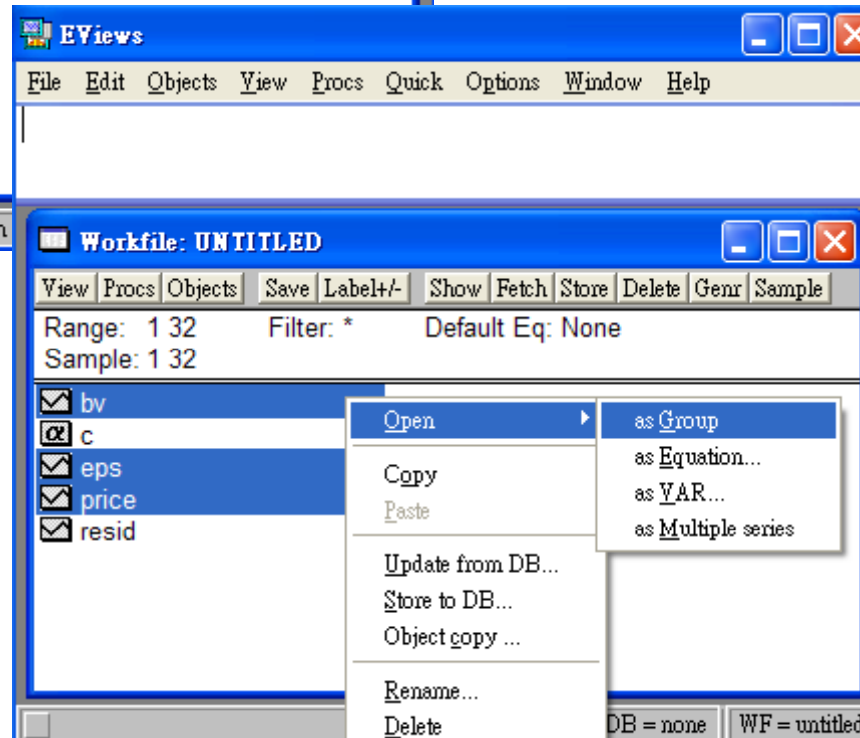 EViews
File Edit Objects View Procs Quick Options Window Help
n
Workfile: UNTITLED
View Procs Objects Save Label+/- Show Fetch Store Delete Genr Sample
Range: 1 32 Filter: * Default Eq: None
Sample: 1 32
bv
α c
eps
price
resid
Open
Copy
Paste
Update from DB...
Store to DB...
Object copy ...
Rename...
Delete
as Group
as Equation...
as VAR...
as Multiple series
DB = none WF = untitled